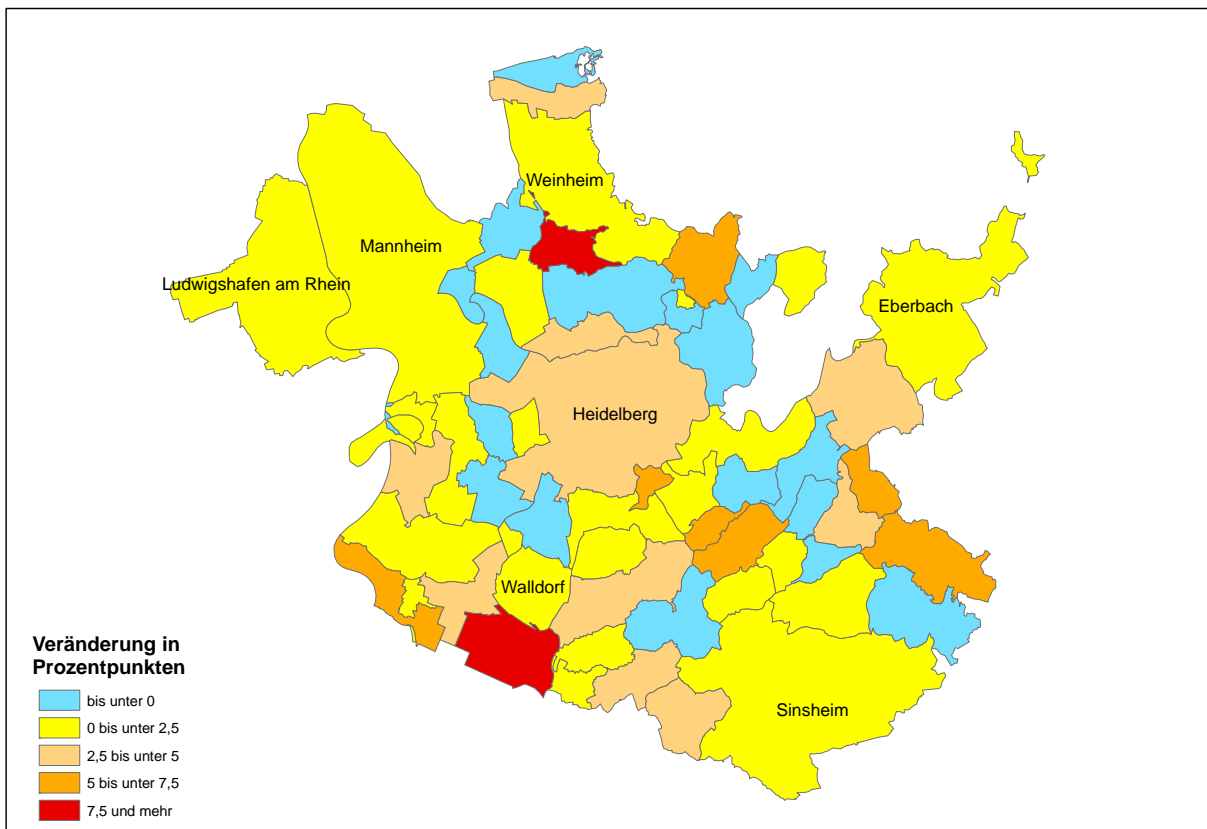 Weinheim
Mannheim
Ludwigshafen am Rhein
Eberbach
Heidelberg
Walldorf
Sinsheim
Veränderung in
Prozentpunkten
bis unter 0
0 bis unter 2,5
2,5 bis unter 5
5 bis unter 7,5
7,5 und mehr